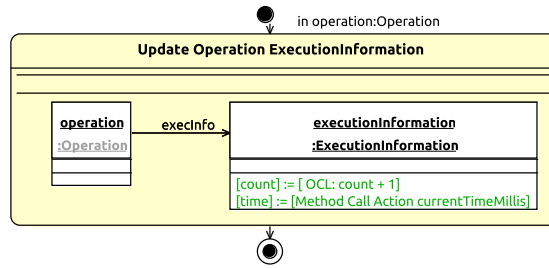 in operation:Operation
Update Operation ExecutionInformation
operation
:Operation
execInfo
executionInformation
:ExecutionInformation
[count] := [ OCL: count + 1]
[time] := [Method Call Action currentTimeMillis]